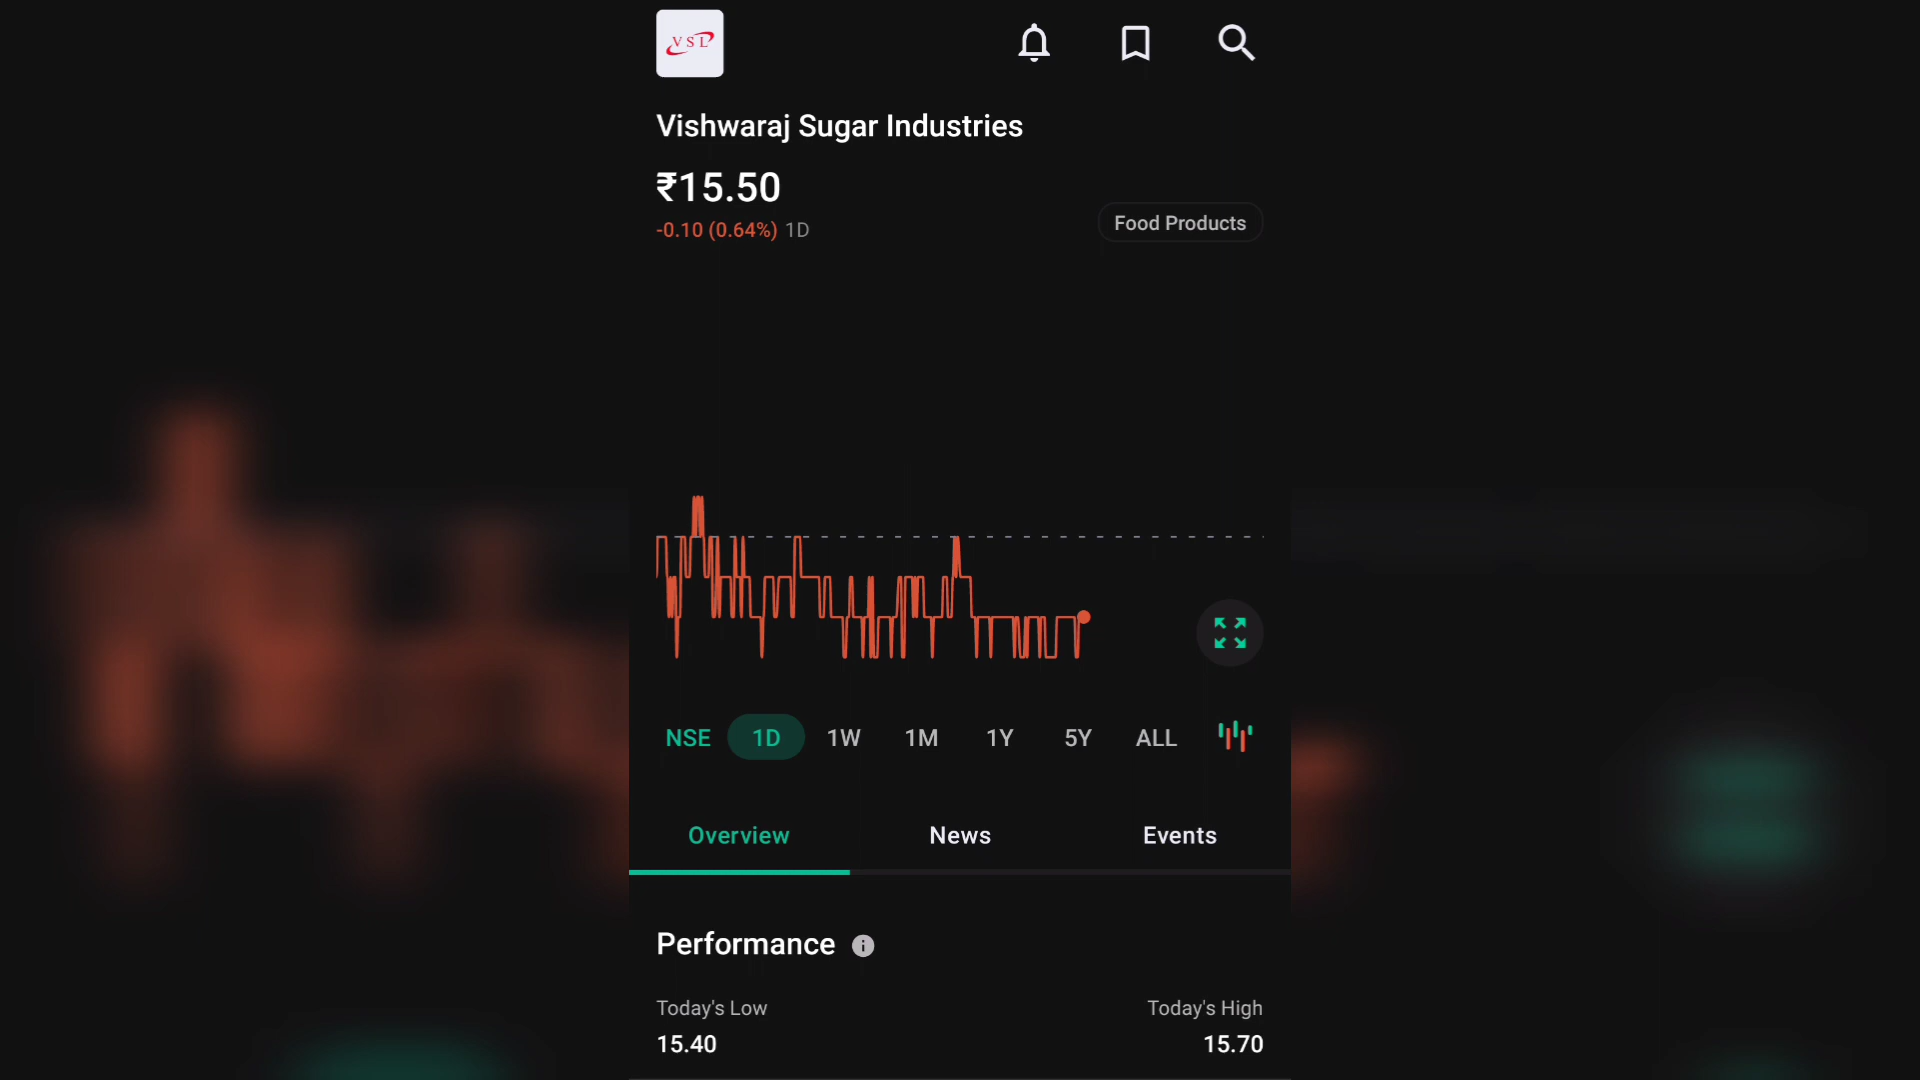 VSL
Vishwaraj Sugar Industries
₹15.50
-0.10 (0.64%) 1D
Food Products
NSE 1D 1W 1M 1Y 5Y ALL
Overview News Events
Performance
Today's Low Today's High
15.40 15.70